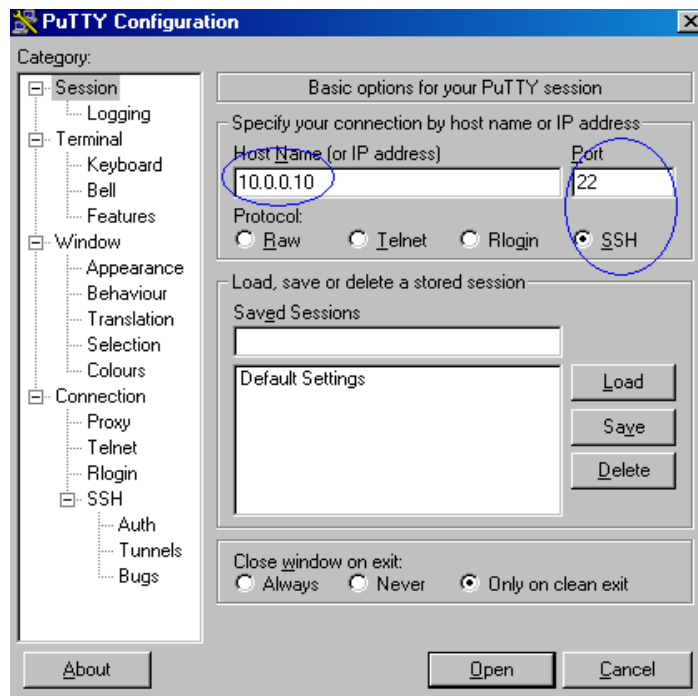 PuTTY Configuration
Category:
Session
Logging
Terminal
Keyboard
Bell
Features
Window
Appearance
Behaviour
Translation
Selection
Colours
Connection
Proxy
Telnet
Rlogin
SSH
Auth
Tunnels
Bugs
Basic options for your PuTTY session
Specify your connection by host name or IP address
Host Name (or IP address) Port
10.0.0.10 22
Protocol:
Raw Telnet Rlogin SSH
Load, save or delete a stored session
Saved Sessions
Default Settings
Load
Save
Delete
Close window on exit:
Always Never Only on clean exit
About Open Cancel